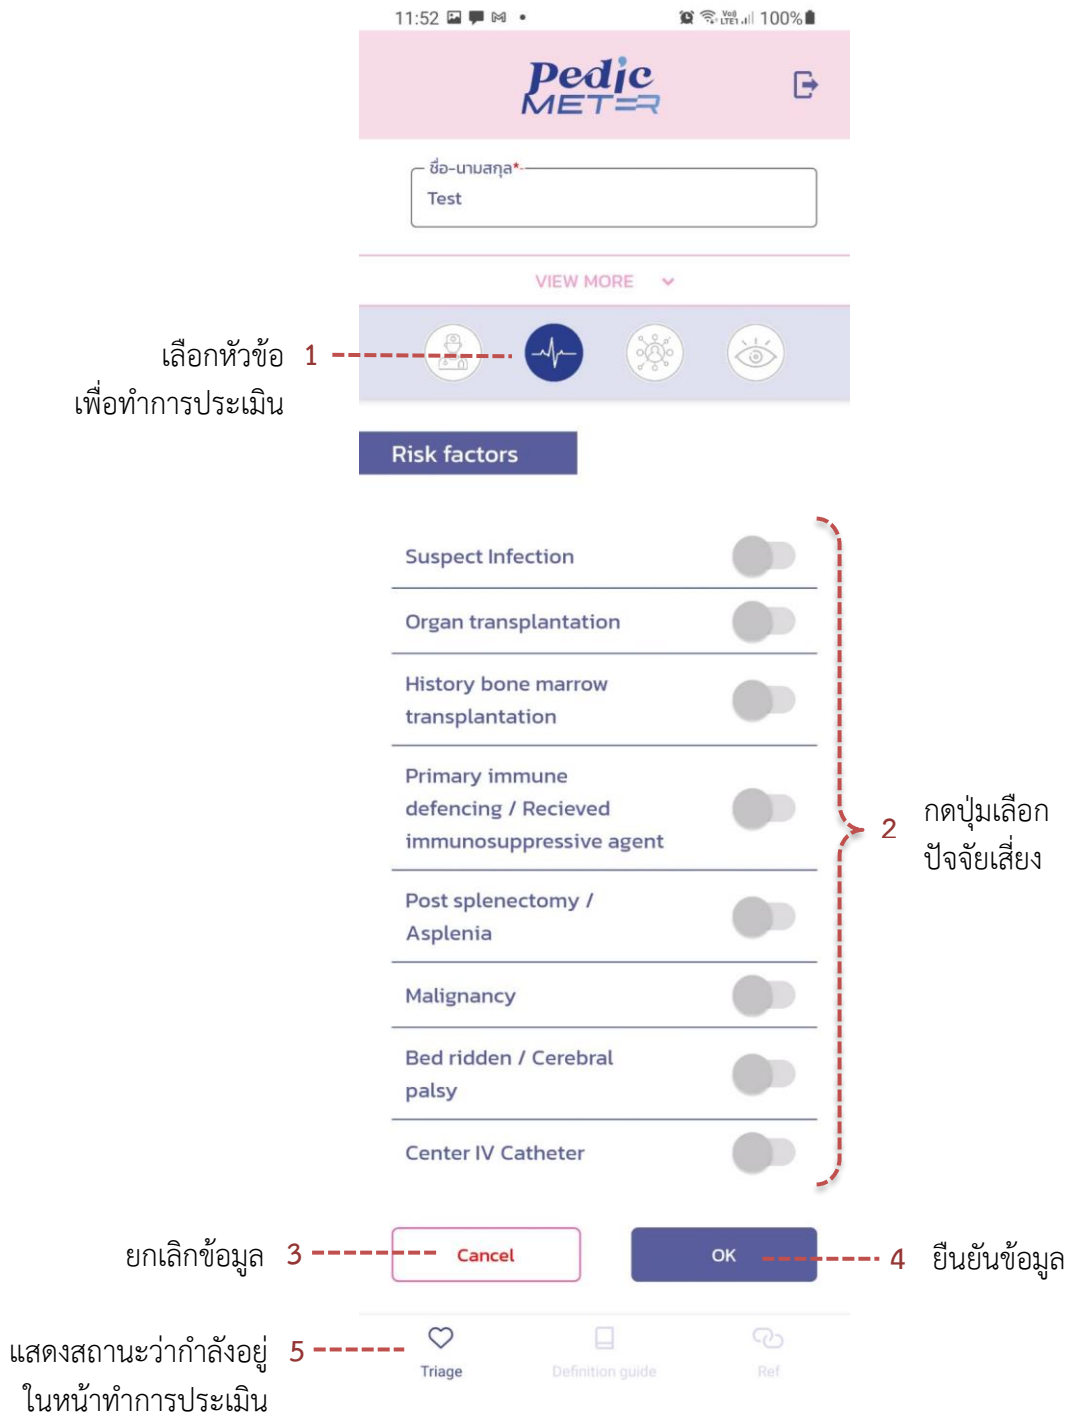 11:52 100%
Pedic
METER
ชื่อ-นามสกุล*
Test
VIEW MORE
เลือกหัวข้อ 1
เพื่อทำการประเมิน
Risk factors
Suspect Infection
Organ transplantation
History bone marrow
transplantation
Primary immune
defencing / Recieved
immunosuppressive agent
2 กดปุ่มเลือก
ปัจจัยเสี่ยง
Post splenectomy /
Asplenia
Malignancy
Bed ridden / Cerebral
palsy
Center IV Catheter
ยกเลิกข้อมูล 3 Cancel OK 4 ยืนยันข้อมูล
แสดงสถานะว่ากำลังอยู่ 5
ในหน้าทำการประเมิน
Triage Definition guide Ref